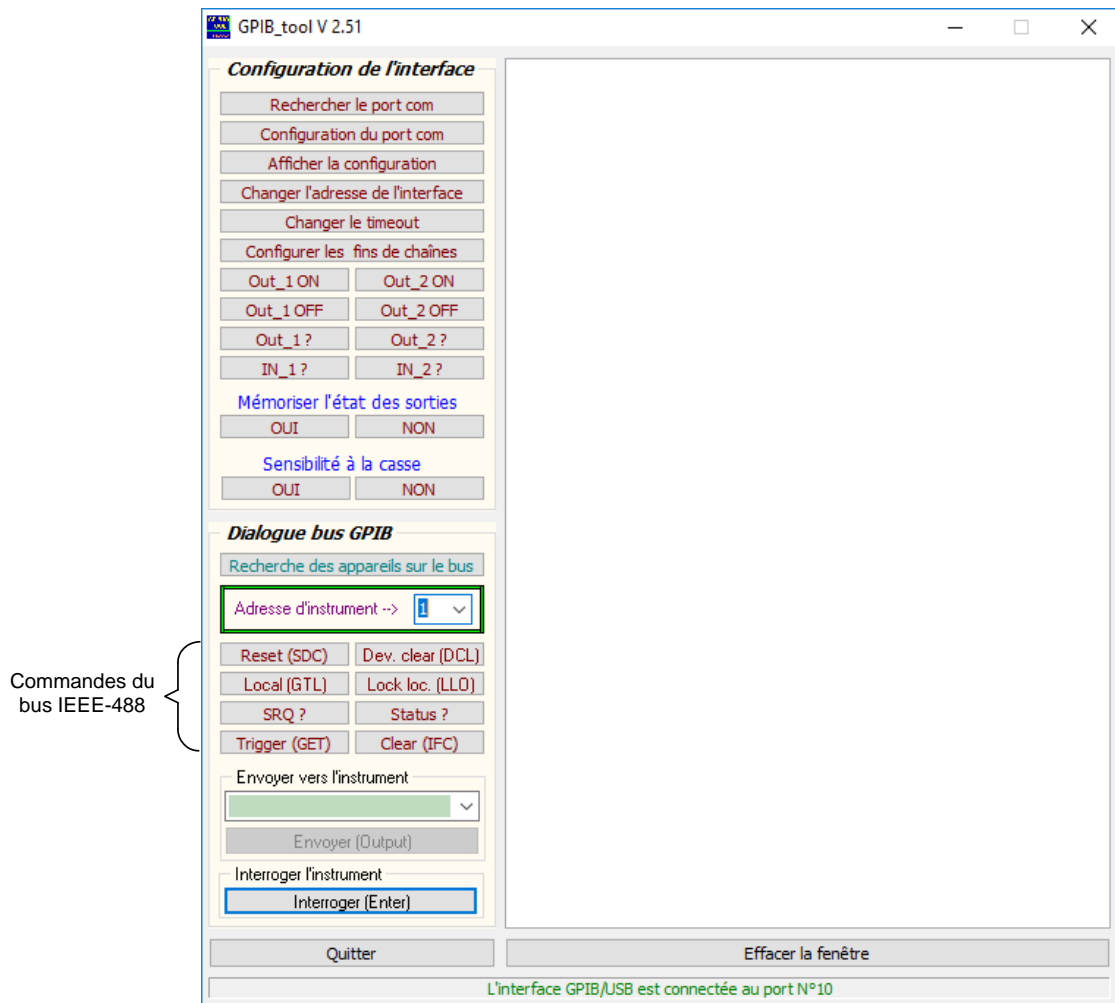 GPIB_tool V 2.51
Configuration de l'interface
Rechercher le port com
Configuration du port com
Afficher la configuration
Changer l'adresse de l'interface
Changer le timeout
Configurer les fins de chaînes
Out_1 ON Out_2 ON
Out_1 OFF Out_2 OFF
Out_1 ? Out_2 ?
IN_1 ? IN_2 ?
Mémoriser l'état des sorties
OUI NON
Sensibilité à la casse
OUI NON
Dialogue bus GPIB
Recherche des appareils sur le bus
Adresse d'instrument --> 1
Commandes du
bus IEEE-488
Reset (SDC) Dev. clear (DCL)
Local (GTL) Lock loc. (LLO)
SRQ ? Status ?
Trigger (GET) Clear (IFC)
Envoyer vers l'instrument
Envoyer (Output)
Interroger l'instrument
Interroger (Enter)
Quitter Effacer la fenêtre
L'interface GPIB/USB est connectée au port N°10